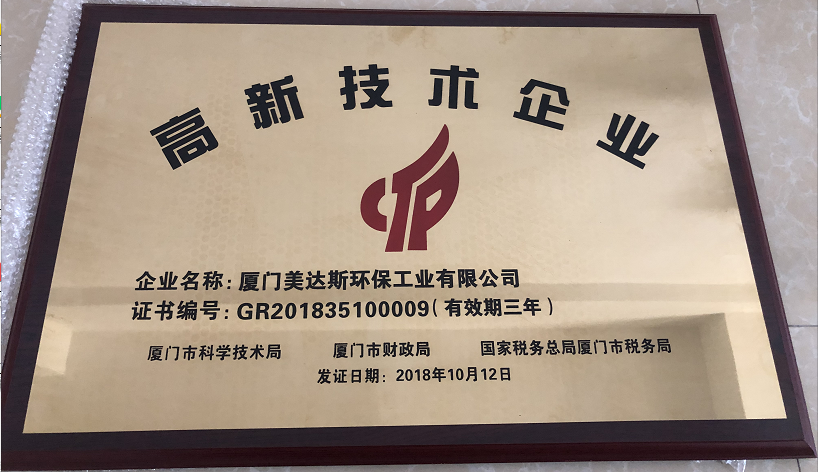 高新技术企业
CTP
企业名称：厦门美达斯环保工业有限公司
证书编号：GR201835100009（有效期三年）
厦门市科学技术局 厦门市财政局 国家税务总局厦门市税务局
发证日期：2018年10月12日